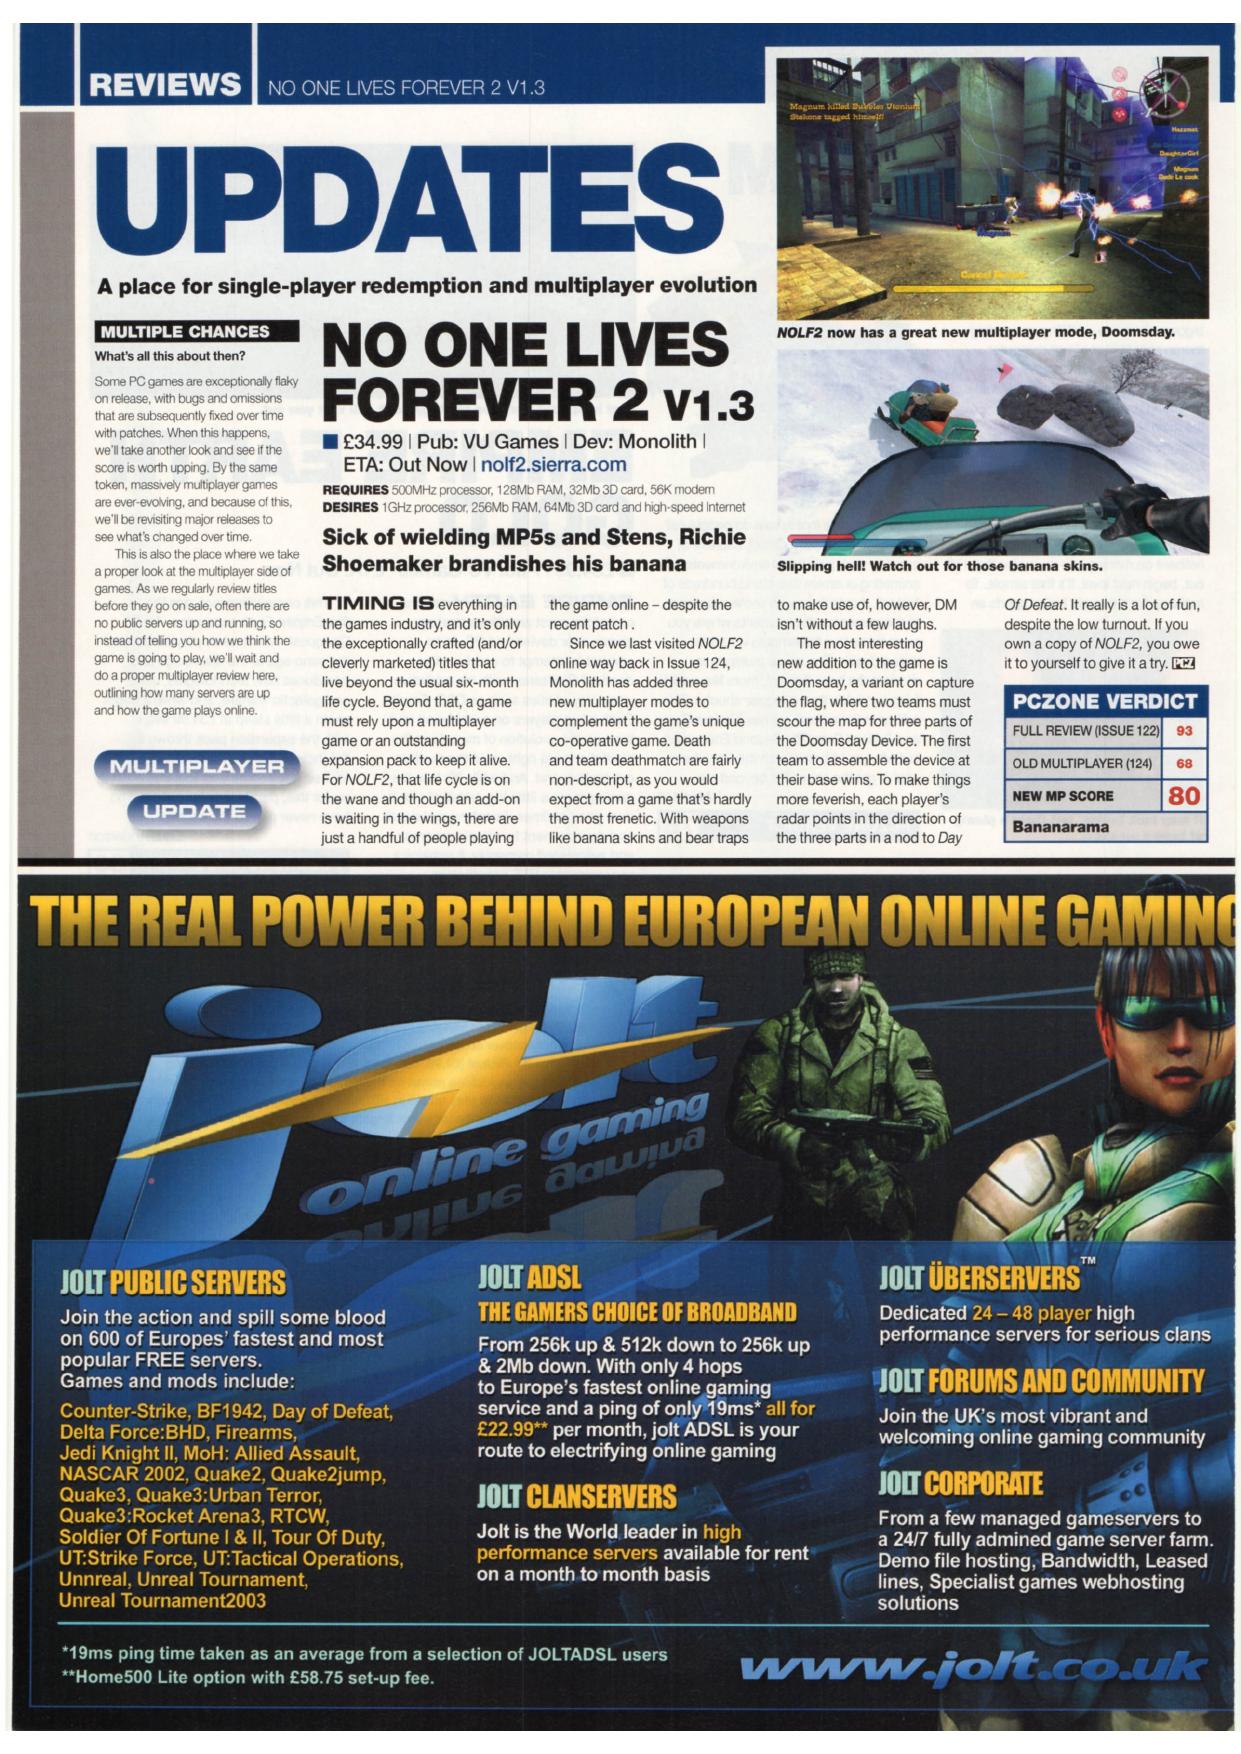 REVIEWS
NO ONE LIVES FOREVER 2 V1.3
UPDATES
A place for single-player redemption and multiplayer evolution
MULTIPLE CHANCES
What's all this about then?
Some PC games are exceptionally flaky
on release, with bugs and omissions
that are subsequently fixed over time
with patches. When this happens,
we'll take another look and see if the
score is worth upping. By the same
token, massively multiplayer games
are ever-evolving, and because of this,
we'll be revisiting major releases to
see what's changed over time.
This is also the place where we take
a proper look at the multiplayer side of
games. As we regularly review titles
before they go on sale, often there are
no public servers up and running, so
instead of telling you how we think the
game is going to play, we'll wait and
do a proper multiplayer review here,
outlining how many servers are up
and how the game plays online.
MULTIPLAYER
UPDATE
NO ONE LIVES
FOREVER 2 V1.3
£34.99 | Pub: VU Games | Dev: Monolith |
ETA: Out Now | nolf2.sierra.com
REQUIRES 500MHz processor, 128Mb RAM, 32Mb 3D card, 56K modem
DESIRES 1GHz processor, 256Mb RAM, 64Mb 3D card and high-speed Internet
Sick of wielding MP5s and Stens, Richie
Shoemaker brandishes his banana
TIMING IS everything in
the games industry, and it's only
the exceptionally crafted (and/or
cleverly marketed) titles that
live beyond the usual six-month
life cycle. Beyond that, a game
must rely upon a multiplayer
game or an outstanding
expansion pack to keep it alive.
For NOLF2, that life cycle is on
the wane and though an add-on
is waiting in the wings, there are
just a handful of people playing
the game online – despite the
recent patch .
Since we last visited NOLF2
online way back in Issue 124,
Monolith has added three
new multiplayer modes to
complement the game's unique
co-operative game. Death
and team deathmatch are fairly
non-descript, as you would
expect from a game that's hardly
the most frenetic. With weapons
like banana skins and bear traps
to make use of, however, DM
isn't without a few laughs.
The most interesting
new addition to the game is
Doomsday, a variant on capture
the flag, where two teams must
scour the map for three parts of
the Doomsday Device. The first
team to assemble the device at
their base wins. To make things
more feverish, each player's
radar points in the direction of
the three parts in a nod to Day
Of Defeat. It really is a lot of fun,
despite the low turnout. If you
own a copy of NOLF2, you owe
it to yourself to give it a try. PCZ
Magnum killed Bubbles Utonium
Stekone tagged himself!
Hazzmat
DaughterGirl
Magnum
Dode Le cook
Magnum
NOLF2 now has a great new multiplayer mode, Doomsday.
Slipping hell! Watch out for those banana skins.
PCZONE VERDICT
FULL REVIEW (ISSUE 122) 93
OLD MULTIPLAYER (124) 68
NEW MP SCORE 80
Bananarama
THE REAL POWER BEHIND EUROPEAN ONLINE GAMING
jolt
online gaming
JOLT PUBLIC SERVERS
Join the action and spill some blood
on 600 of Europes' fastest and most
popular FREE servers.
Games and mods include:
Counter-Strike, BF1942, Day of Defeat,
Delta Force:BHD, Firearms,
Jedi Knight II, MoH: Allied Assault,
NASCAR 2002, Quake2, Quake2jump,
Quake3, Quake3:Urban Terror,
Quake3:Rocket Arena3, RTCW,
Soldier Of Fortune I & II, Tour Of Duty,
UT:Strike Force, UT:Tactical Operations,
Unnreal, Unreal Tournament,
Unreal Tournament2003
JOLT ADSL
THE GAMERS CHOICE OF BROADBAND
From 256k up & 512k down to 256k up
& 2Mb down. With only 4 hops
to Europe's fastest online gaming
service and a ping of only 19ms* all for
£22.99** per month, jolt ADSL is your
route to electrifying online gaming
JOLT CLANSERVERS
Jolt is the World leader in high
performance servers available for rent
on a month to month basis
JOLT ÜBERSERVERS™
Dedicated 24 – 48 player high
performance servers for serious clans
JOLT FORUMS AND COMMUNITY
Join the UK's most vibrant and
welcoming online gaming community
JOLT CORPORATE
From a few managed gameservers to
a 24/7 fully admined game server farm.
Demo file hosting, Bandwidth, Leased
lines, Specialist games webhosting
solutions
*19ms ping time taken as an average from a selection of JOLTADSL users
**Home500 Lite option with £58.75 set-up fee.
www.jolt.co.uk